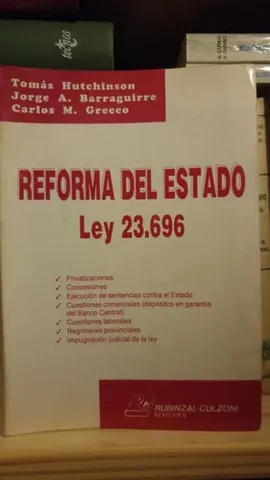 tecnos
Tomás Hutchinson
Jorge A. Barraguirre
Carlos M. Grecco
REFORMA DEL ESTADO
Ley 23.696
✓ Privatizaciones
✓ Concesiones
✓ Ejecución de sentencias contra el Estado
✓ Cuestiones comerciales (depósitos en garantía
del Banco Central)
✓ Cuestiones laborales
✓ Regímenes provinciales
✓ Impugnación judicial de la ley
RUBINZAL - CULZONI
EDITORES